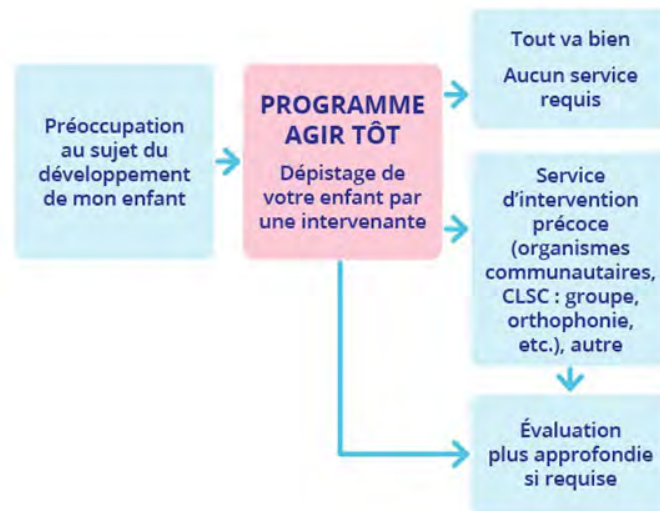 Préoccupation
au sujet du
développement
de mon enfant
PROGRAMME
AGIR TÔT
Dépistage de
votre enfant par
une intervenante
Tout va bien
Aucun service
requis
Service
d'intervention
précoce
(organismes
communautaires,
CLSC : groupe,
orthophonie,
etc.), autre
Évaluation
plus approfondie
si requise